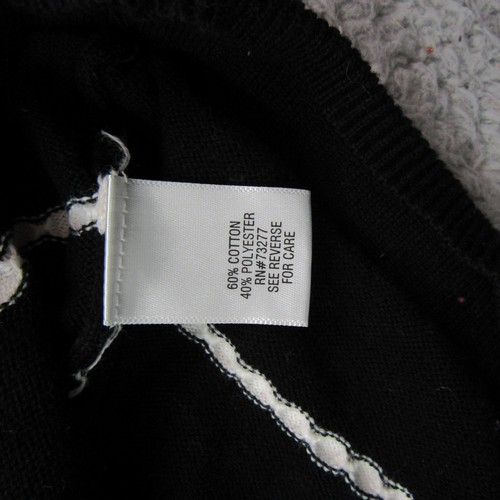 60% COTTON
40% POLYESTER
RN#73277
SEE REVERSE
FOR CARE